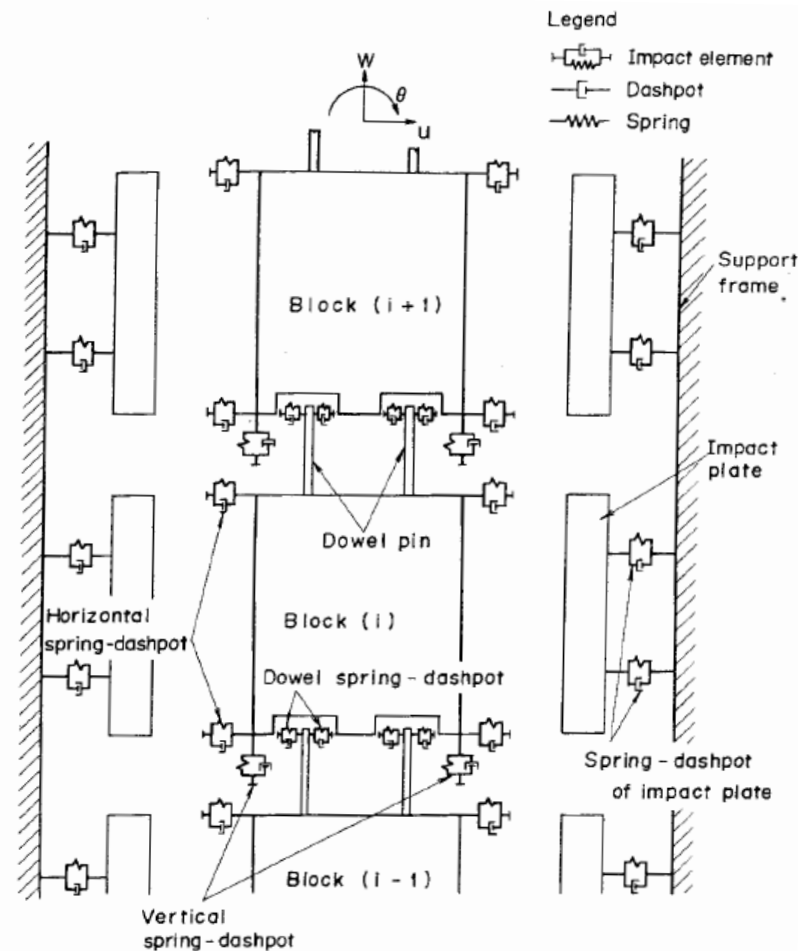 Legend
Impact element
Dashpot
Spring
W
θ
u
Support
frame
Block (i+1)
Impact
plate
Dowel pin
Horizontal
spring-dashpot
Block (i)
Dowel spring-dashpot
Spring-dashpot
of impact plate
Block (i-1)
Vertical
spring-dashpot